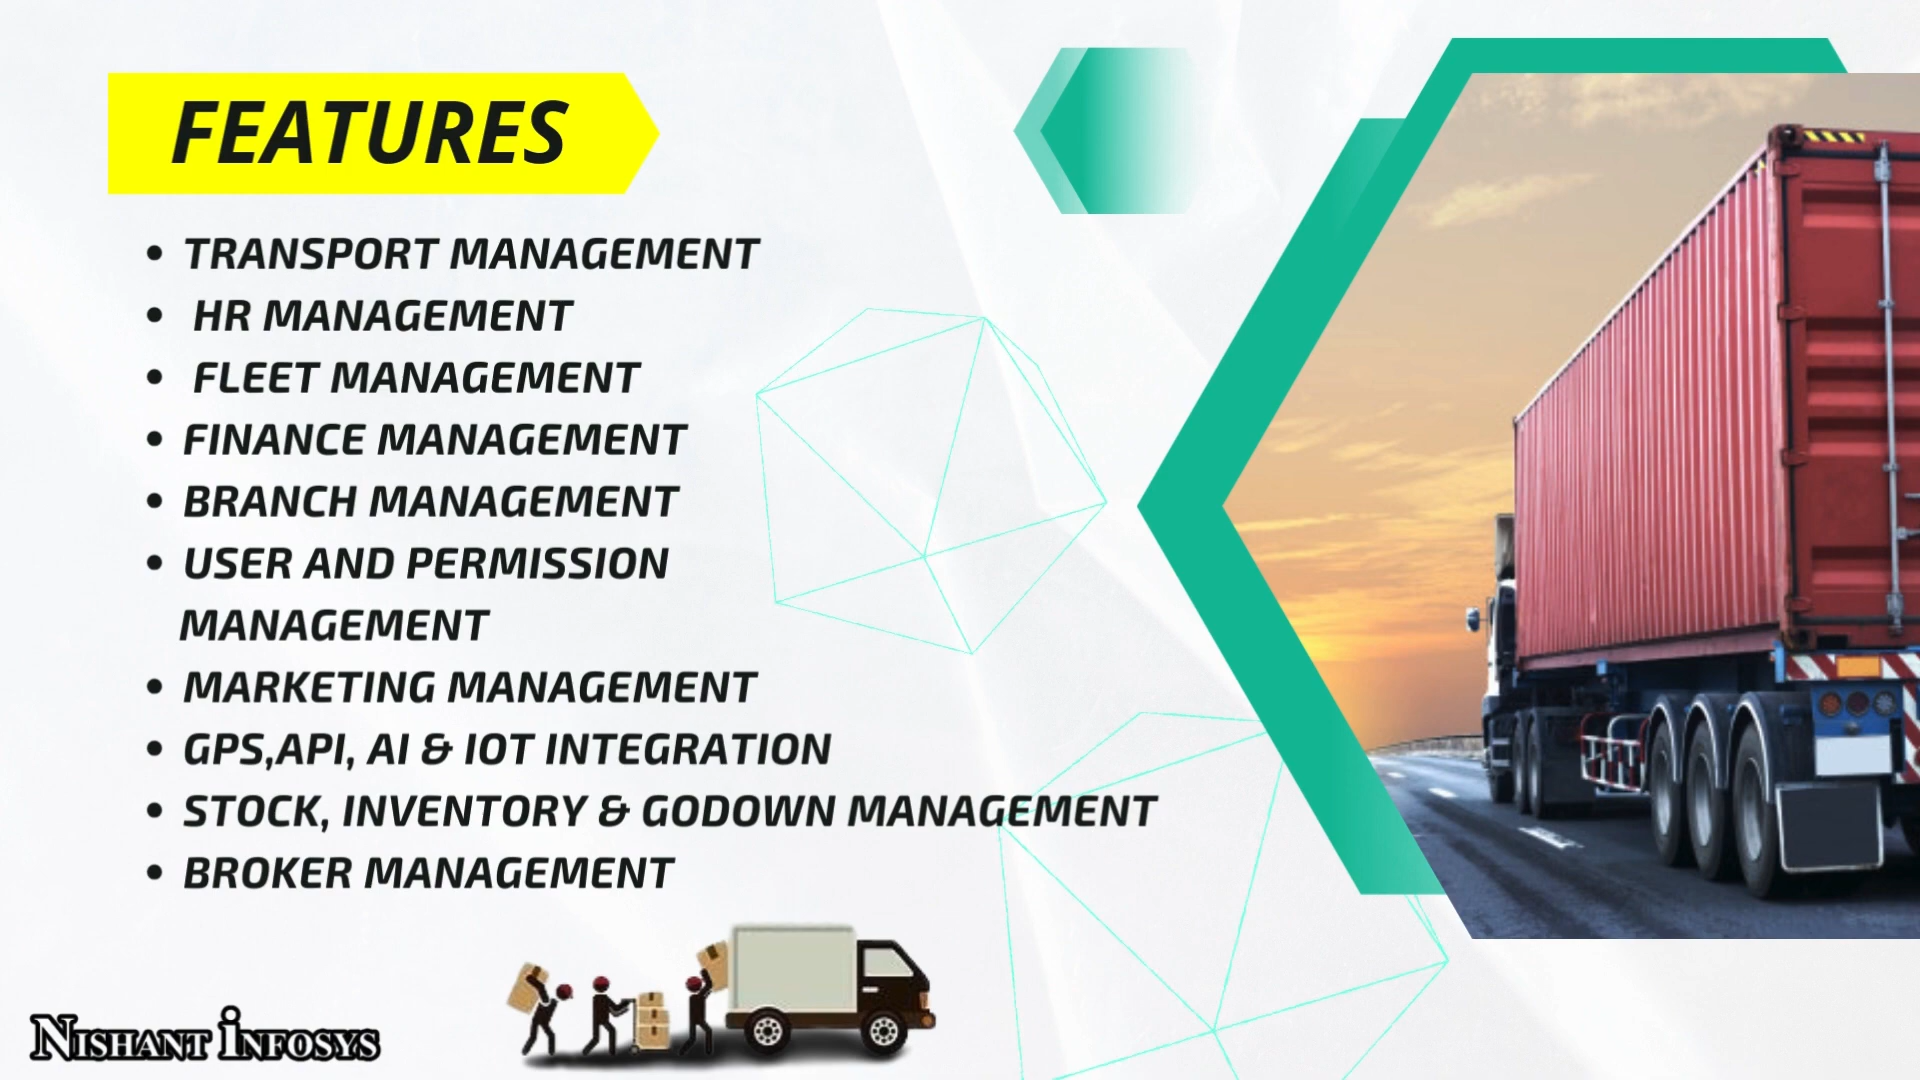 FEATURES
• TRANSPORT MANAGEMENT
• HR MANAGEMENT
• FLEET MANAGEMENT
• FINANCE MANAGEMENT
• BRANCH MANAGEMENT
• USER AND PERMISSION
MANAGEMENT
• MARKETING MANAGEMENT
• GPS,API, AI & IOT INTEGRATION
• STOCK, INVENTORY & GODOWN MANAGEMENT
• BROKER MANAGEMENT
NISHANT INFOSYS